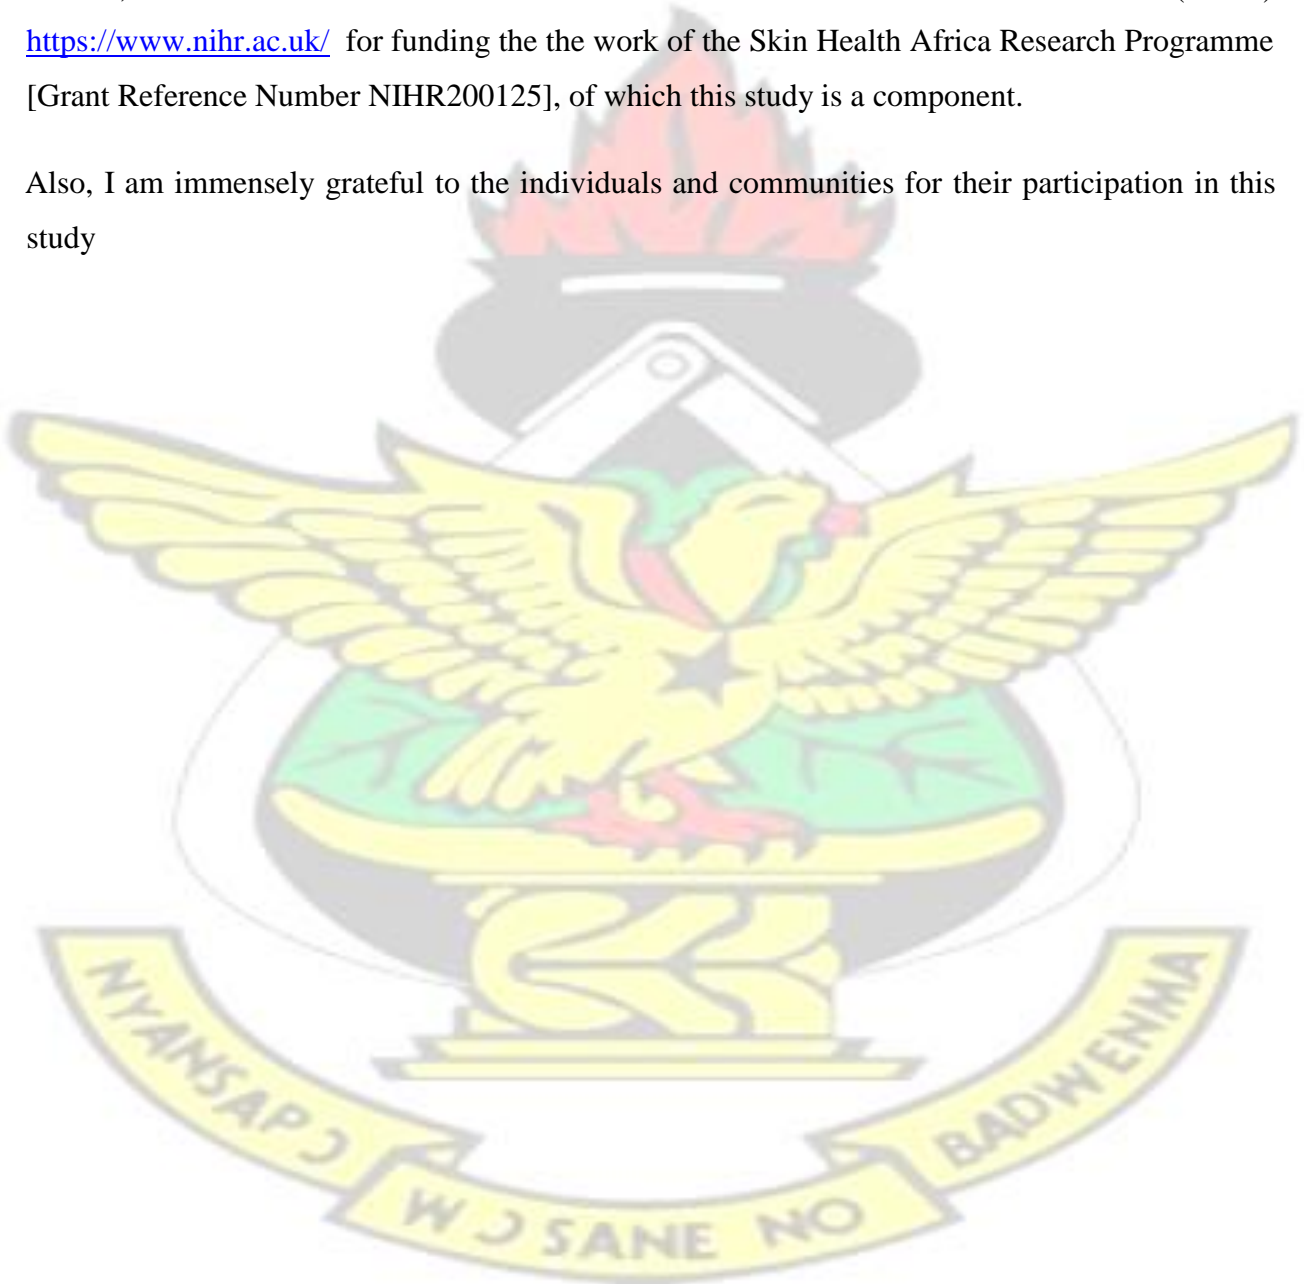 https://www.nihr.ac.uk/ for funding the the work of the Skin Health Africa Research Programme
[Grant Reference Number NIHR200125], of which this study is a component.
Also, I am immensely grateful to the individuals and communities for their participation in this
study
NYANSAPƆ
WƆSANE NO
BADWENMA